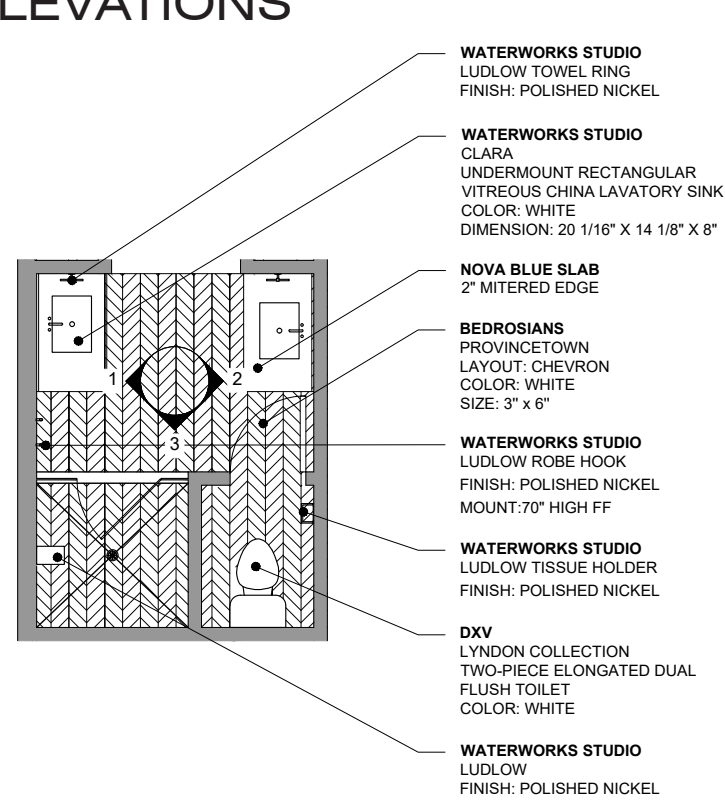 LEVATIONS
WATERWORKS STUDIO
LUDLOW TOWEL RING
FINISH: POLISHED NICKEL
WATERWORKS STUDIO
CLARA
UNDERMOUNT RECTANGULAR
VITREOUS CHINA LAVATORY SINK
COLOR: WHITE
DIMENSION: 20 1/16" X 14 1/8" X 8"
NOVA BLUE SLAB
2" MITERED EDGE
BEDROSIANS
PROVINCETOWN
LAYOUT: CHEVRON
COLOR: WHITE
SIZE: 3" x 6"
WATERWORKS STUDIO
LUDLOW ROBE HOOK
FINISH: POLISHED NICKEL
MOUNT:70" HIGH FF
WATERWORKS STUDIO
LUDLOW TISSUE HOLDER
FINISH: POLISHED NICKEL
DXV
LYNDON COLLECTION
TWO-PIECE ELONGATED DUAL
FLUSH TOILET
COLOR: WHITE
WATERWORKS STUDIO
LUDLOW
FINISH: POLISHED NICKEL
1
2
3